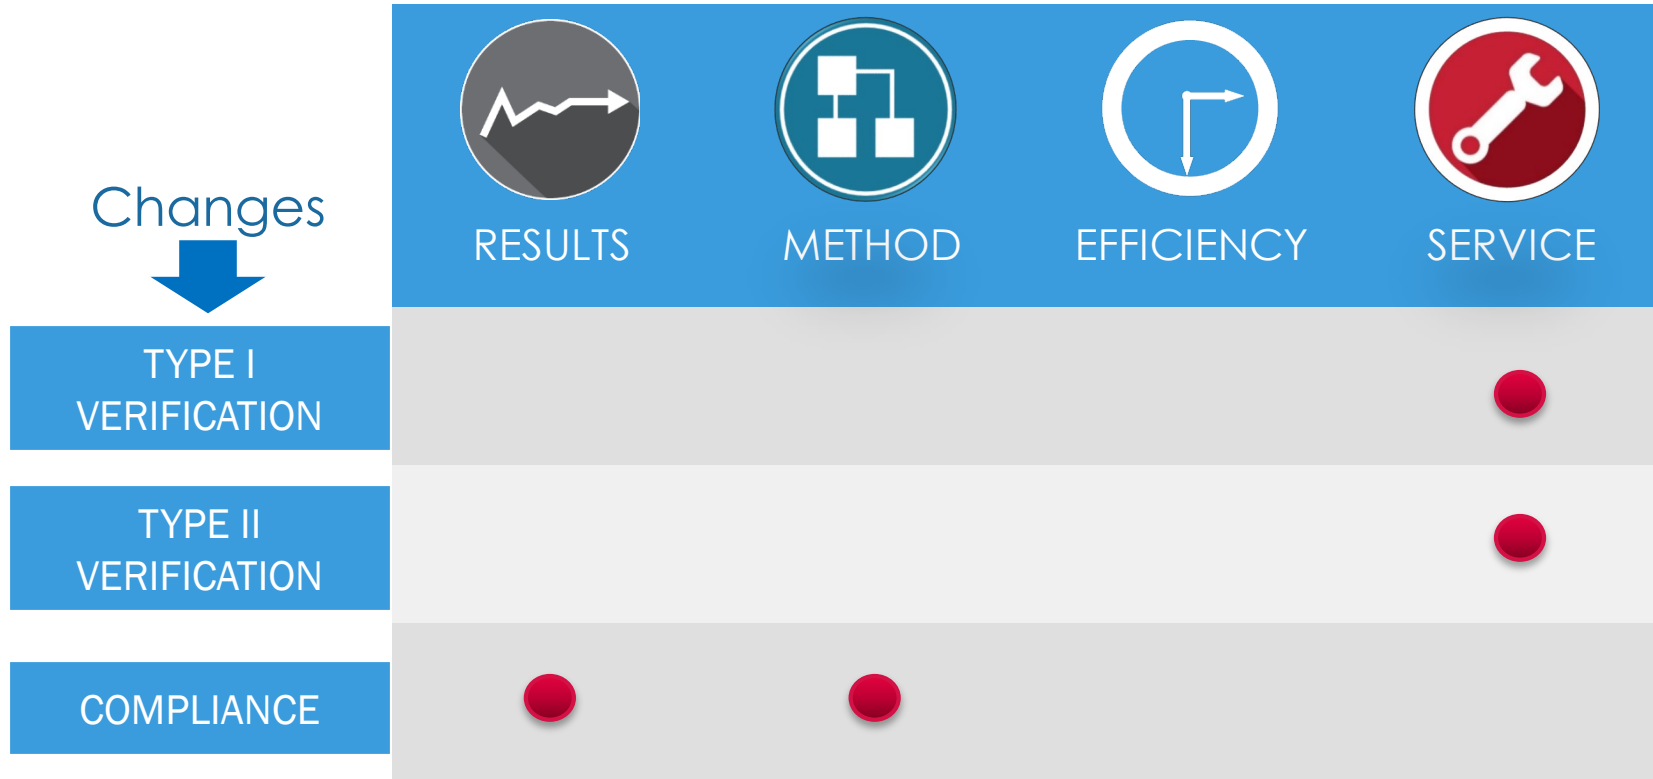 Changes
RESULTS
METHOD
EFFICIENCY
SERVICE
TYPE I
VERIFICATION
TYPE II
VERIFICATION
COMPLIANCE